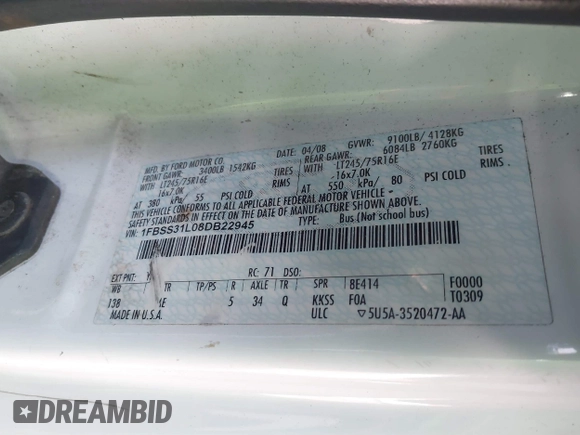 MFD. BY FORD MOTOR CO.
DATE: 04/08 GVWR: 9100LB/ 4128KG
FRONT GAWR: 3400LB 1542KG
REAR GAWR: 6084LB 2760KG
WITH LT245/75R16E TIRES
WITH LT245/75R16E TIRES
16x7.0K RIMS
16x7.0K RIMS
AT 380 kPa/ 55 PSI COLD
AT 550 kPa/ 80 PSI COLD
THIS VEHICLE CONFORMS TO ALL APPLICABLE FEDERAL MOTOR VEHICLE
SAFETY STANDARDS IN EFFECT ON DATE OF MANUFACTURE SHOWN ABOVE.
VIN: 1FBSS31L08DB22945
TYPE: Bus(Not school bus)
EXT PNT: RC: 71 DSO:
WB TR TP/PS R AXLE TR SPR 8E414 F0000
138 E 5 34 Q KKSS F0A T0309
MADE IN U.S.A. ULC ▽5U5A-3520472-AA
DREAMBID